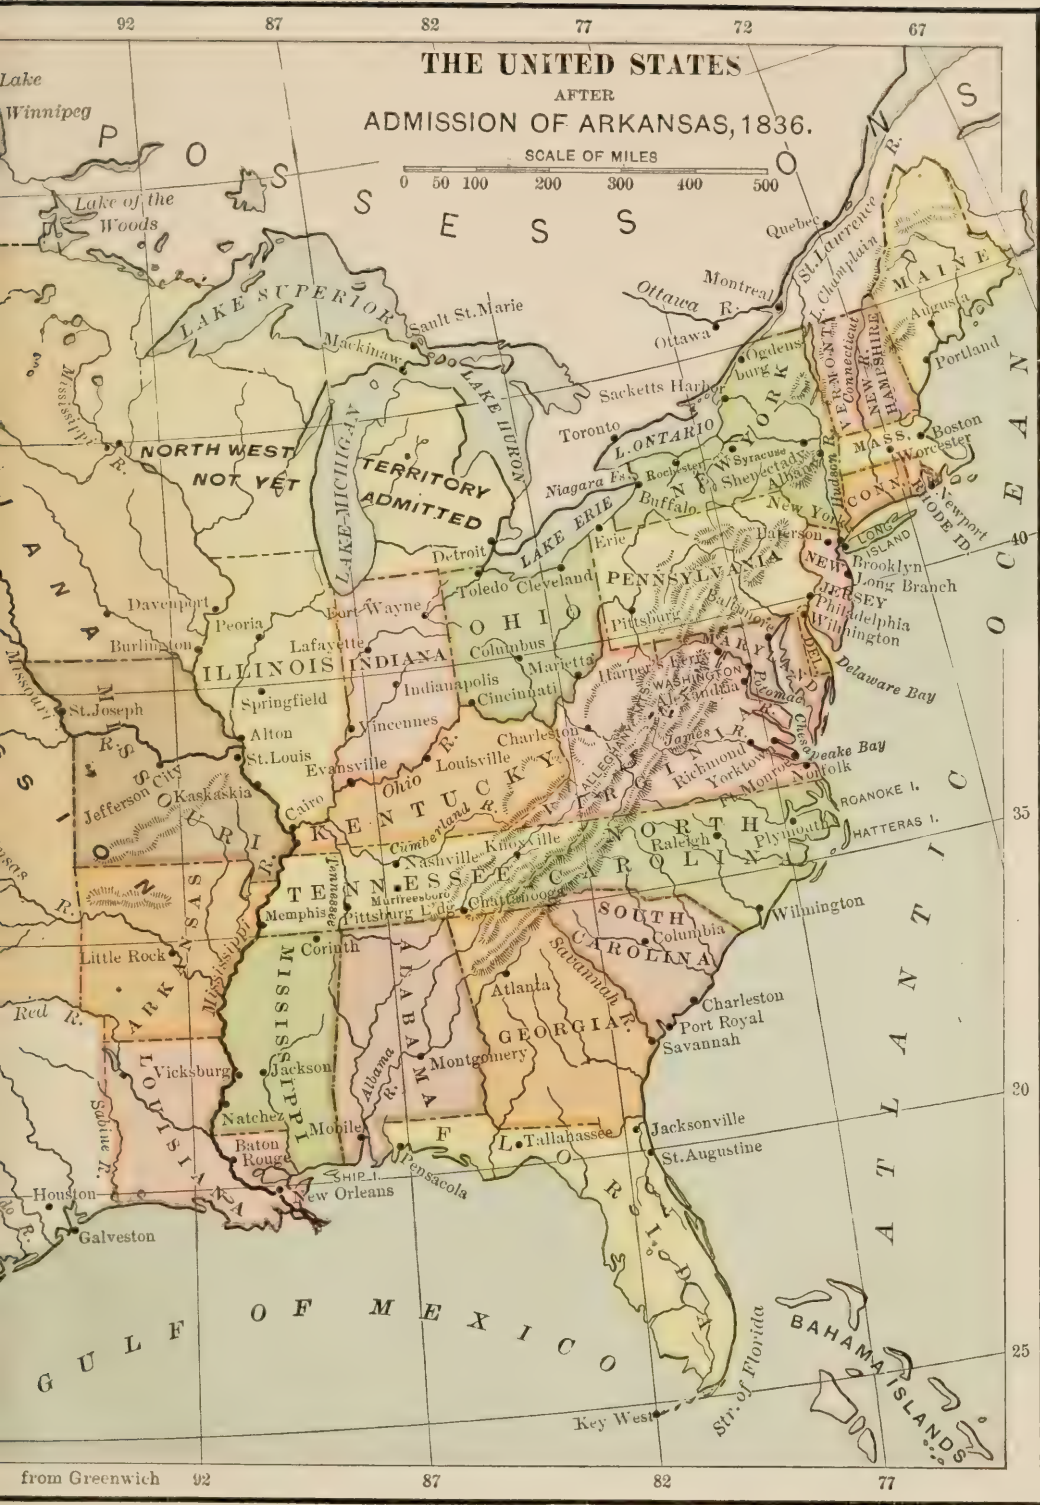 92 87 82 77 72 67
THE UNITED STATES
AFTER
ADMISSION OF ARKANSAS, 1836.
SCALE OF MILES
0 50 100 200 300 400 500
Lake
Winnipeg
POSSESSIONS
Lake of the
Woods
Quebec
St. Lawrence
R.
L. Champlain
Montreal
Ottawa R.
Ottawa
MAINE
Augusta
Portland
LAKE SUPERIOR
Sault St. Marie
Mackinaw
LAKE HURON
LAKE-MICHIGAN
Mississippi
R.
NORTH WEST TERRITORY
NOT YET ADMITTED
Ogdens
burg
Sacketts Harbor
Toronto
L. ONTARIO
NEW YORK
Rochester
Syracuse
Shenectady
Albany
Niagara Fs.
Buffalo
Hudson R.
VERMONT
Connecticut R.
NEW HAMPSHIRE
MASS.
Boston
Worcester
CONN.
RHODE ID.
Newport
New York
LONG
ISLAND
Brooklyn
Long Branch
Paterson
NEW
JERSEY
Philadelphia
Wilmington
Detroit
LAKE ERIE
Erie
Toledo
Cleveland
PENNSYLVANIA
Pittsburg
Baltimore
MARYLAND
DEL.
Delaware Bay
IANA
Davenport
Burlington
Peoria
ILLINOIS
Springfield
Alton
St. Louis
Kaskaskia
Cairo
Fort Wayne
Lafayette
INDIANA
Indianapolis
Vincennes
Evansville
OHIO
Columbus
Marietta
Cincinnati
Harper's Ferry
WASHINGTON
Alexandria
Potomac
R.
Charleston
ALLEGHANY MTS.
VIRGINIA
James R.
Richmond
Yorktown
Ft. Monroe
Norfolk
Chesapeake Bay
Missouri
R.
St. Joseph
MISSOURI
Jefferson City
Ohio
R.
Louisville
KENTUCKY
Cumberland R.
ROANOKE I.
HATTERAS I.
NORTH
CAROLINA
Raleigh
Plymouth
Wilmington
Nashville
Knoxville
TENNESSEE
Murfreesboro
Chattanooga
Tennessee
Pittsburg L'dg
Memphis
R.
ARKANSAS
Little Rock
Mississippi
R.
Corinth
SOUTH
CAROLINA
Columbia
Charleston
Port Royal
Savannah
Savannah R.
Atlanta
GEORGIA
ALABAMA
Montgomery
Albama
R.
MISSISSIPPI
Jackson
Vicksburg
Natchez
Red R.
LOUISIANA
Sabine R.
Baton
Rouge
New Orleans
SHIP I.
Mobile
Pensacola
FLORIDA
Tallahassee
Jacksonville
St. Augustine
Houston
Galveston
R.
GULF OF MEXICO
ATLANTIC OCEAN
Key West
Str. of Florida
BAHAMA ISLANDS
40
35
30
25
from Greenwich 92 87 82 77